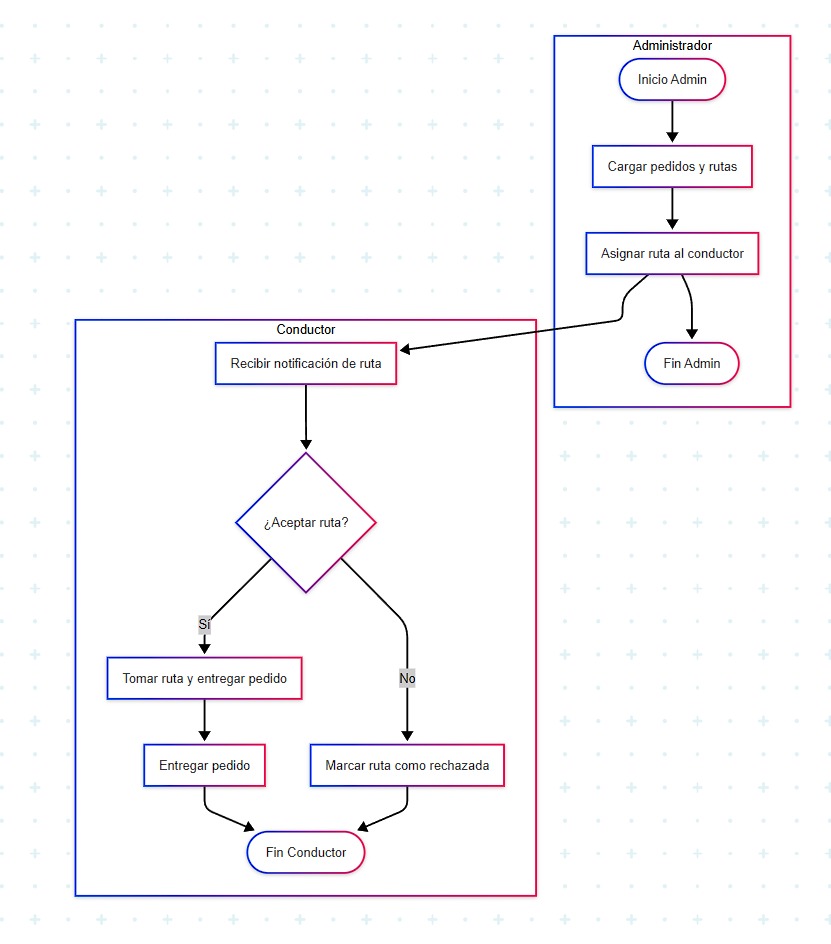 Administrador
Inicio Admin
Cargar pedidos y rutas
Asignar ruta al conductor
Fin Admin
Conductor
Recibir notificación de ruta
¿Aceptar ruta?
Sí
No
Tomar ruta y entregar pedido
Entregar pedido
Marcar ruta como rechazada
Fin Conductor